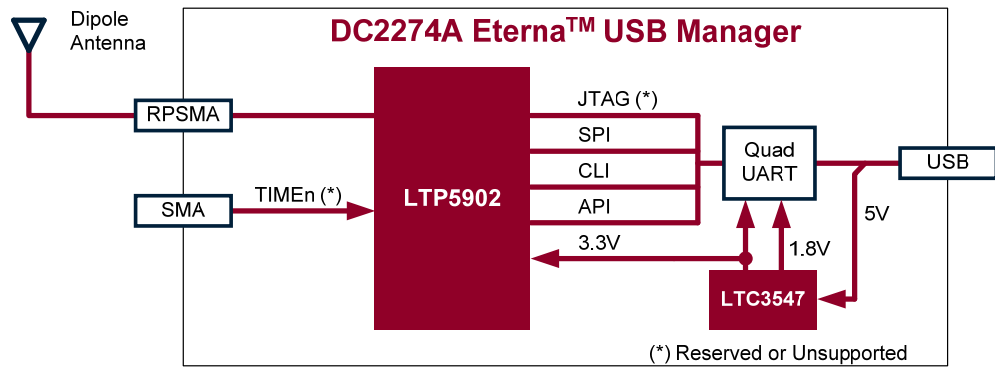 Dipole
Antenna
DC2274A Eterna™ USB Manager
RPSMA
JTAG (*)
SPI
CLI
API
Quad
UART
USB
SMA
TIMEn (*)
LTP5902
3.3V
1.8V
5V
LTC3547
(*) Reserved or Unsupported